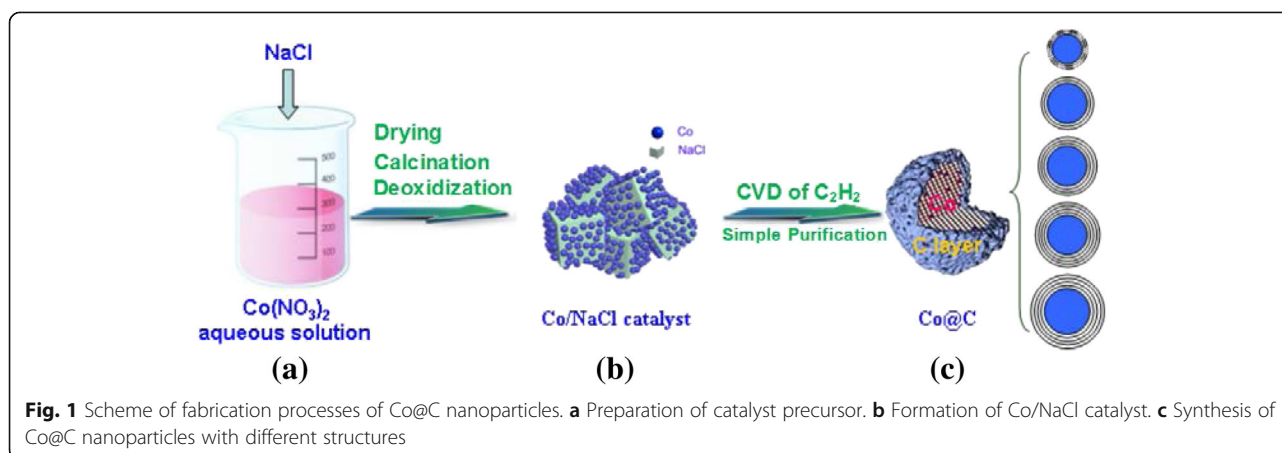 NaCl
500
400
300
200
100
Co(NO₃)₂
aqueous solution
(a)
Drying
Calcination
Deoxidization
Co
NaCl
Co/NaCl catalyst
(b)
CVD of C₂H₂
Simple Purification
Co
C layer
Co@C
(c)
Fig. 1 Scheme of fabrication processes of Co@C nanoparticles. a Preparation of catalyst precursor. b Formation of Co/NaCl catalyst. c Synthesis of
Co@C nanoparticles with different structures